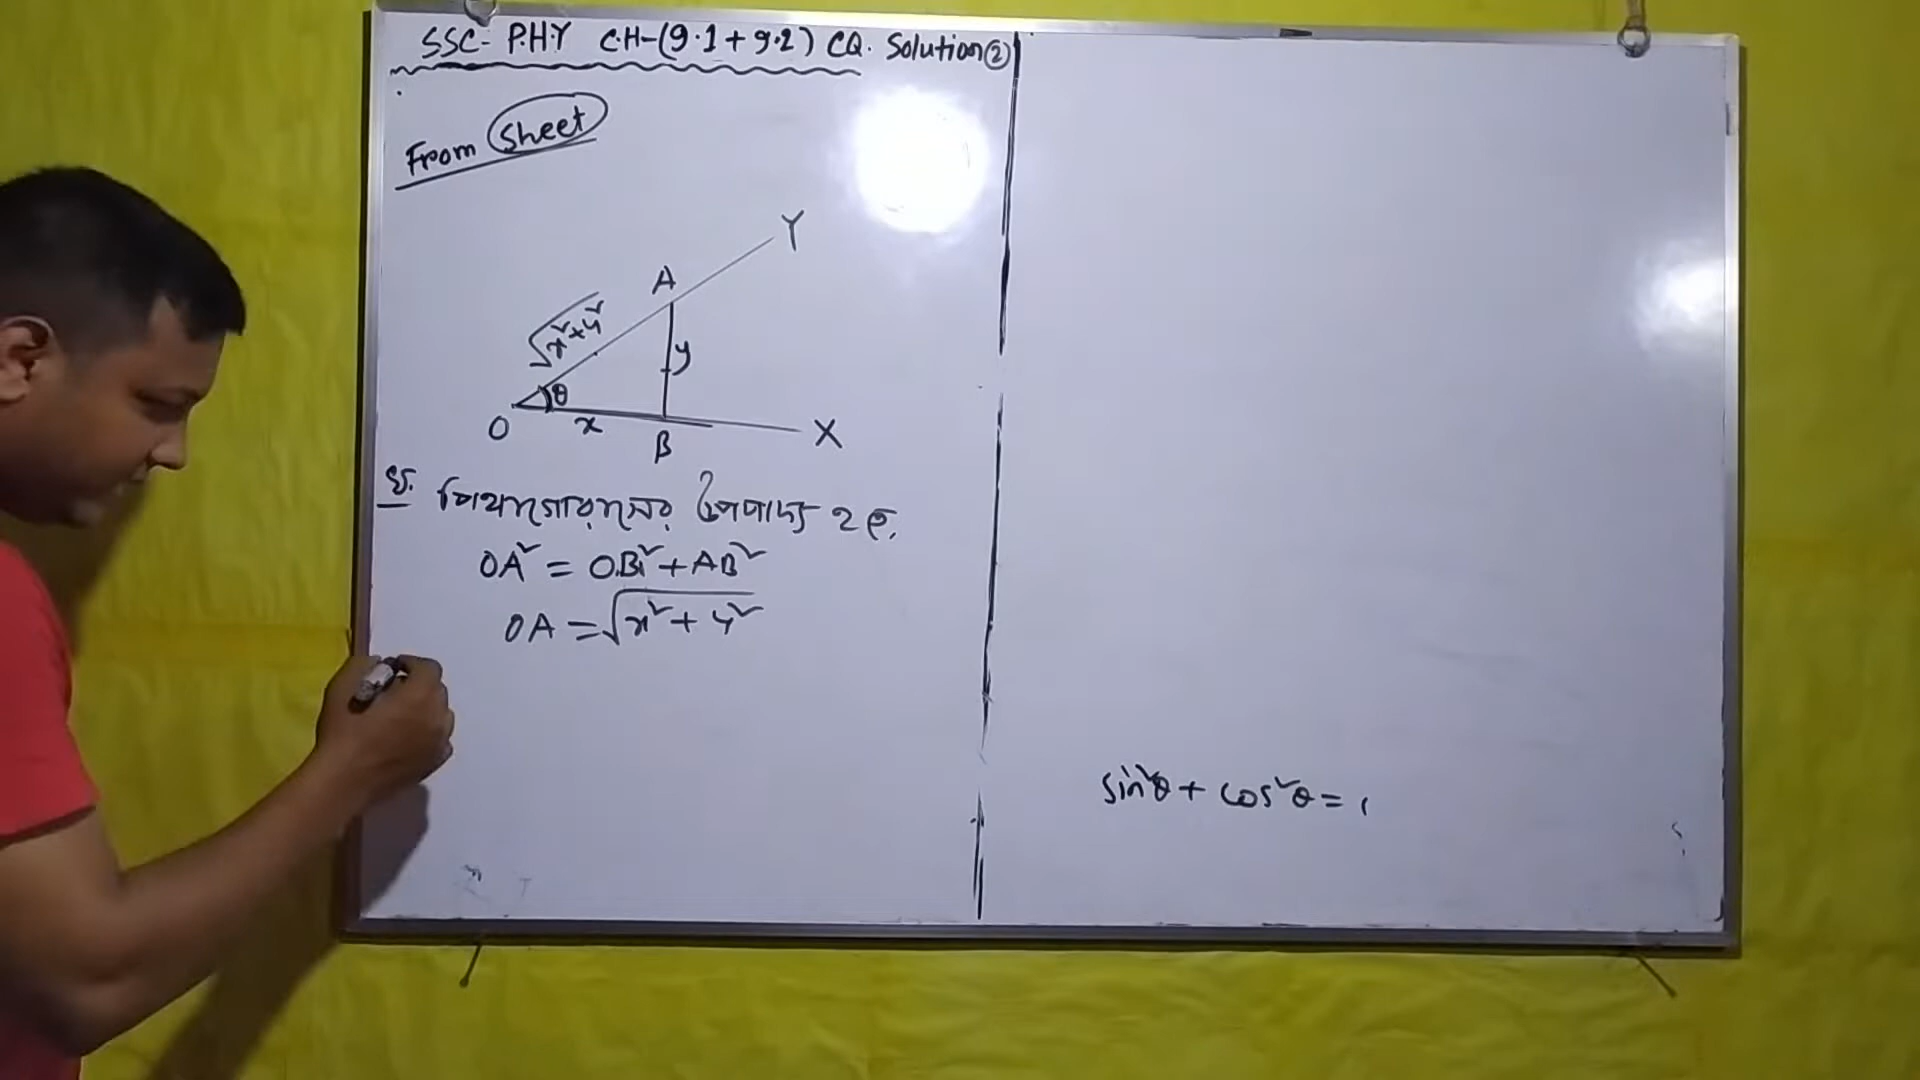 SSC- P.H.Y CH-(9.1+9.2) CQ. Solution②
From Sheet
Y
A
√x²+y²
y
θ
O
x
B
X
ঘ. পিথাগোরাসের উপপাদ্য হতে,
OA² = OB² + AB²
OA = √x² + y²
sin²θ + cos²θ = 1